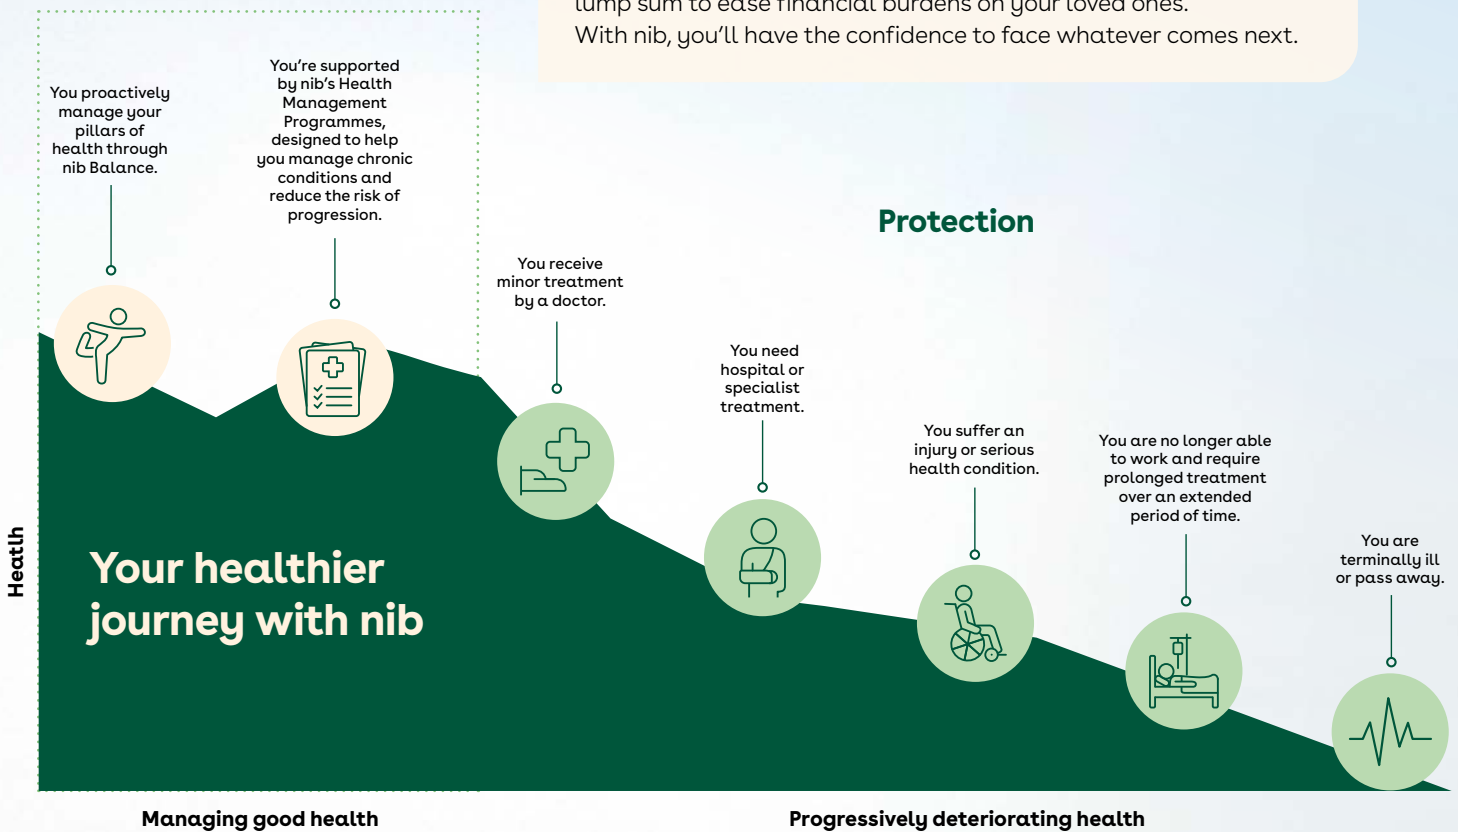 lump sum to ease financial burdens on your loved ones.
With nib, you'll have the confidence to face whatever comes next.
You proactively
manage your
pillars of
health through
nib Balance.
You're supported
by nib's Health
Management
Programmes,
designed to help
you manage chronic
conditions and
reduce the risk of
progression.
Protection
You receive
minor treatment
by a doctor.
You need
hospital or
specialist
treatment.
You suffer an
injury or serious
health condition.
You are no longer able
to work and require
prolonged treatment
over an extended
period of time.
You are
terminally ill
or pass away.
Heatlh
Your healthier
journey with nib
Managing good health
Progressively deteriorating health